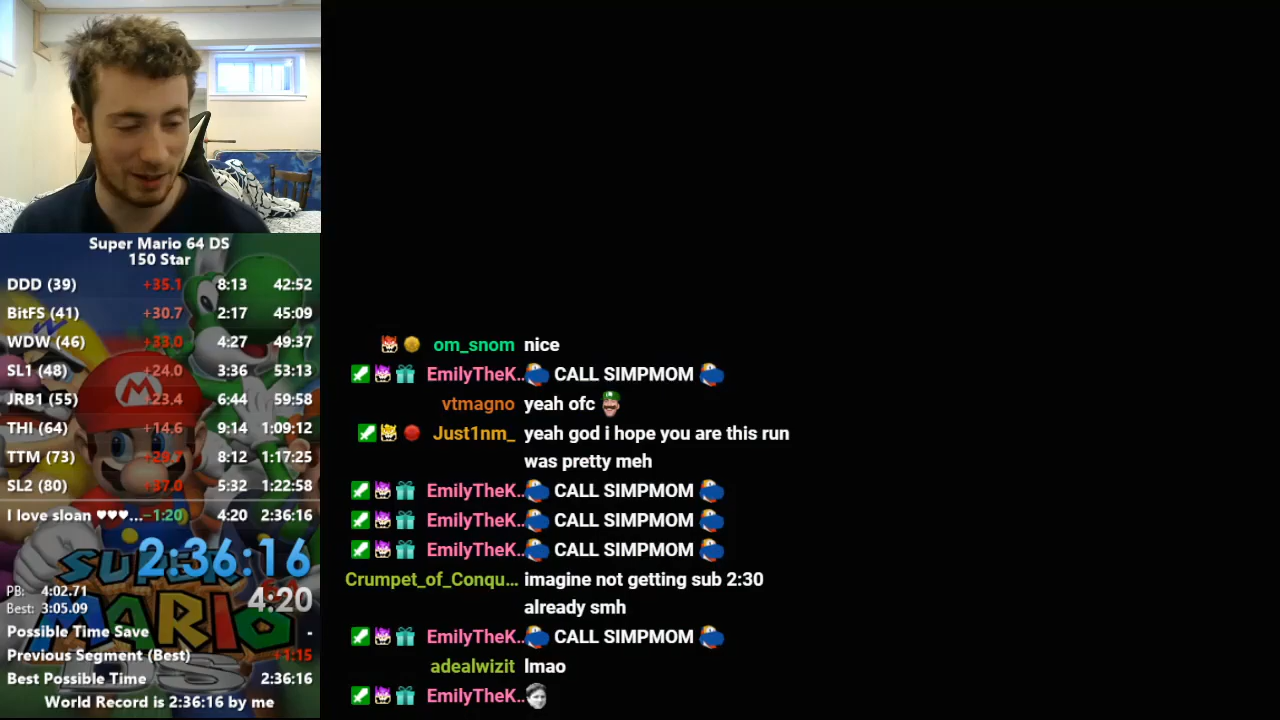 Super Mario 64 DS
150 Star
DDD (39) +35.1 8:13 42:52
BitFS (41) +30.7 2:17 45:09
WDW (46) +33.0 4:27 49:37
SL1 (48) +24.0 3:36 53:13
JRB1 (55) +23.4 6:44 59:58
THI (64) +14.6 9:14 1:09:12
TTM (73) 8:12 1:17:25
SL2 (80) +37.0 5:32 1:22:58
I love sloan ♥♥♥... −1:20 4:20 2:36:16
2:36:16
PB: 4:02.71
Best: 3:05.09
4:20
Possible Time Save -
Previous Segment (Best) +1:15
Best Possible Time 2:36:16
World Record is 2:36:16 by me
SUPER
MARIO
DS
om_snom nice
EmilyTheK.. CALL SIMPMOM
vtmagno yeah ofc
Just1nm_ yeah god i hope you are this run
was pretty meh
EmilyTheK.. CALL SIMPMOM
EmilyTheK.. CALL SIMPMOM
EmilyTheK.. CALL SIMPMOM
Crumpet_of_Conqu... imagine not getting sub 2:30
already smh
EmilyTheK.. CALL SIMPMOM
adealwizit lmao
EmilyTheK..